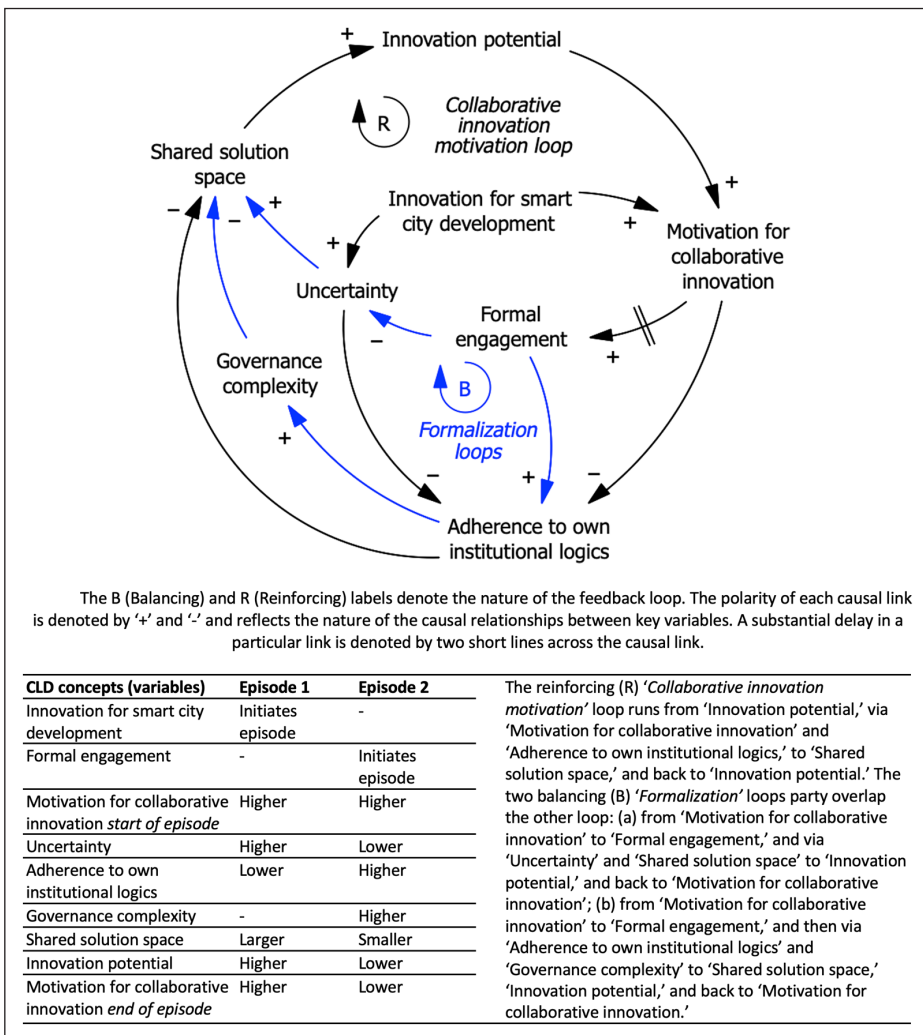 +
Innovation potential
R
Collaborative
innovation
motivation loop
Shared solution
space
−
−
+
Innovation for smart
city development
+
+
+
Motivation for
collaborative
innovation
Uncertainty
Formal
engagement
−
+
Governance
complexity
B
Formalization
loops
+
−
+
−
Adherence to own
institutional logics
The B (Balancing) and R (Reinforcing) labels denote the nature of the feedback loop. The polarity of each causal link
is denoted by ‘+’ and ‘-’ and reflects the nature of the causal relationships between key variables. A substantial delay in a
particular link is denoted by two short lines across the causal link.
CLD concepts (variables) Episode 1 Episode 2
Innovation for smart city Initiates -
development episode
Formal engagement - Initiates
episode
Motivation for collaborative Higher Higher
innovation start of episode
Uncertainty Higher Lower
Adherence to own Lower Higher
institutional logics
Governance complexity - Higher
Shared solution space Larger Smaller
Innovation potential Higher Lower
Motivation for collaborative Higher Lower
innovation end of episode
The reinforcing (R) ‘Collaborative innovation
motivation’ loop runs from ‘Innovation potential,’ via
‘Motivation for collaborative innovation’ and
‘Adherence to own institutional logics,’ to ‘Shared
solution space,’ and back to ‘Innovation potential.’ The
two balancing (B) ‘Formalization’ loops party overlap
the other loop: (a) from ‘Motivation for collaborative
innovation’ to ‘Formal engagement,’ and via
‘Uncertainty’ and ‘Shared solution space’ to ‘Innovation
potential,’ and back to ‘Motivation for collaborative
innovation’; (b) from ‘Motivation for collaborative
innovation’ to ‘Formal engagement,’ and then via
‘Adherence to own institutional logics’ and
‘Governance complexity’ to ‘Shared solution space,’
‘Innovation potential,’ and back to ‘Motivation for
collaborative innovation.’